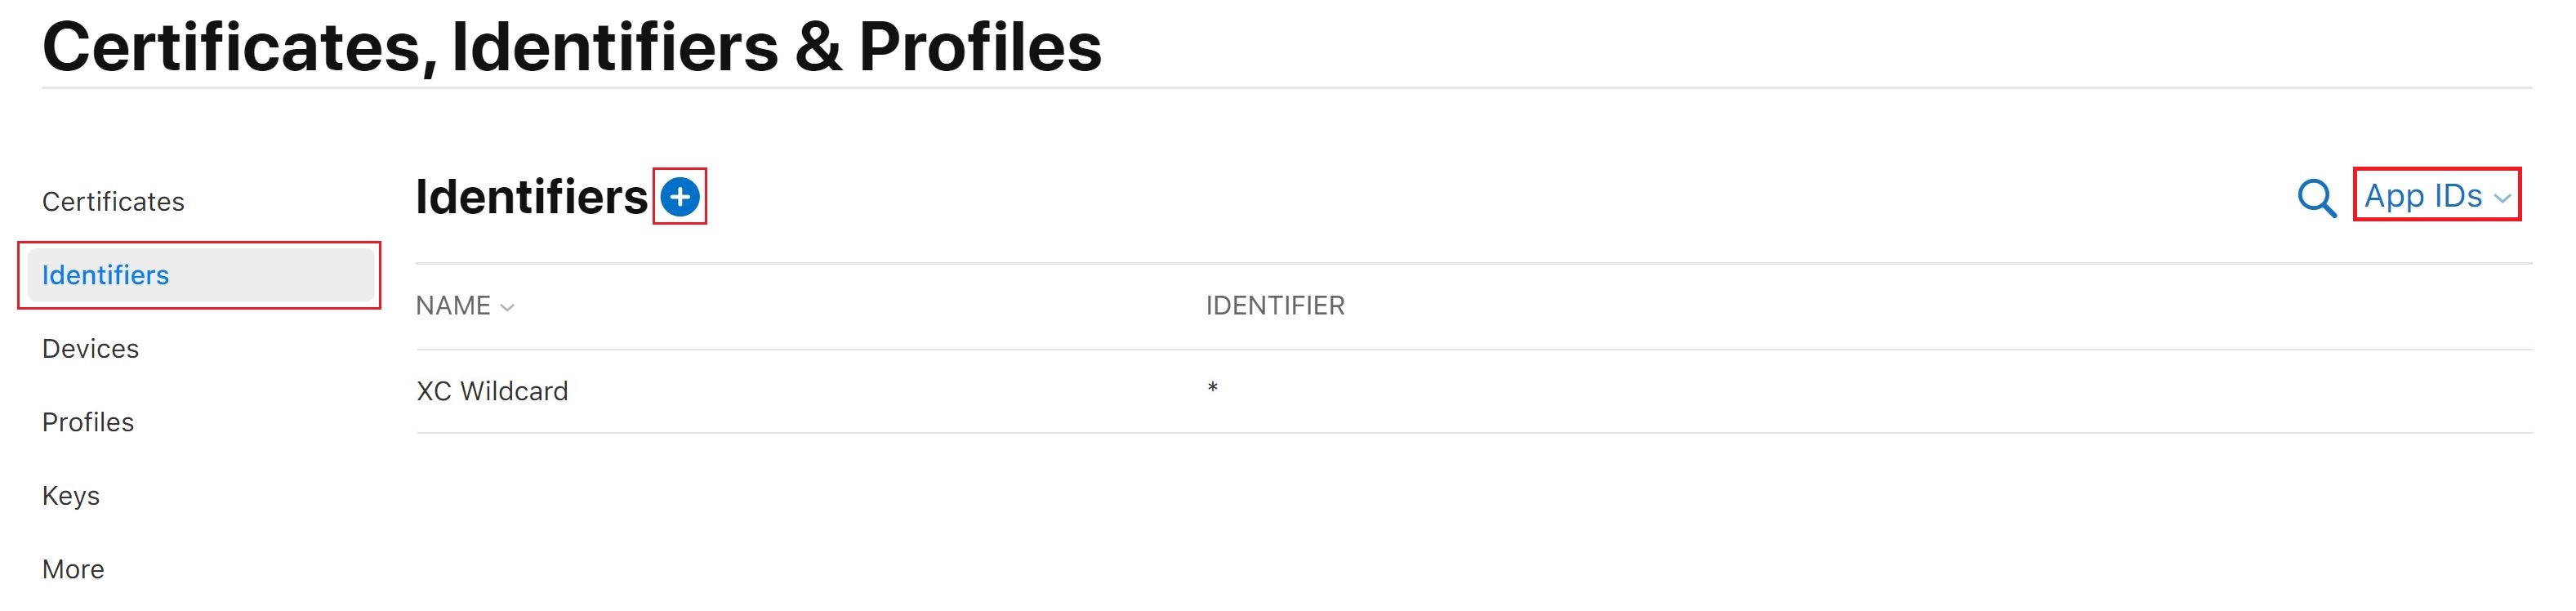 Certificates, Identifiers & Profiles
Certificates
Identifiers
Devices
Profiles
Keys
More
Identifiers
App IDs
NAME IDENTIFIER
XC Wildcard *